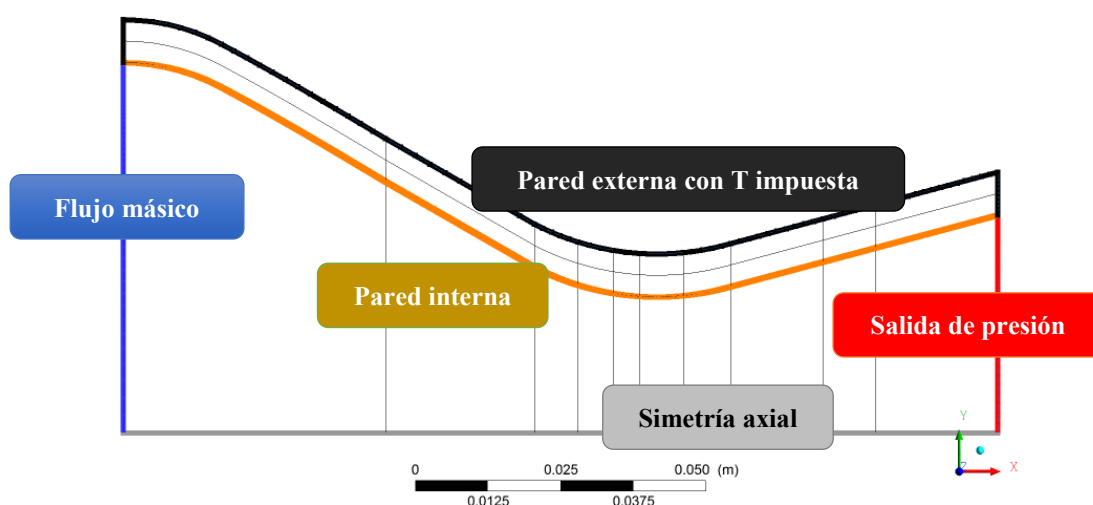 Pared externa con T impuesta
Flujo másico
Pared interna
Salida de presión
Simetría axial
Y
Z
X
0
0.025
0.050 (m)
0.0125
0.0375